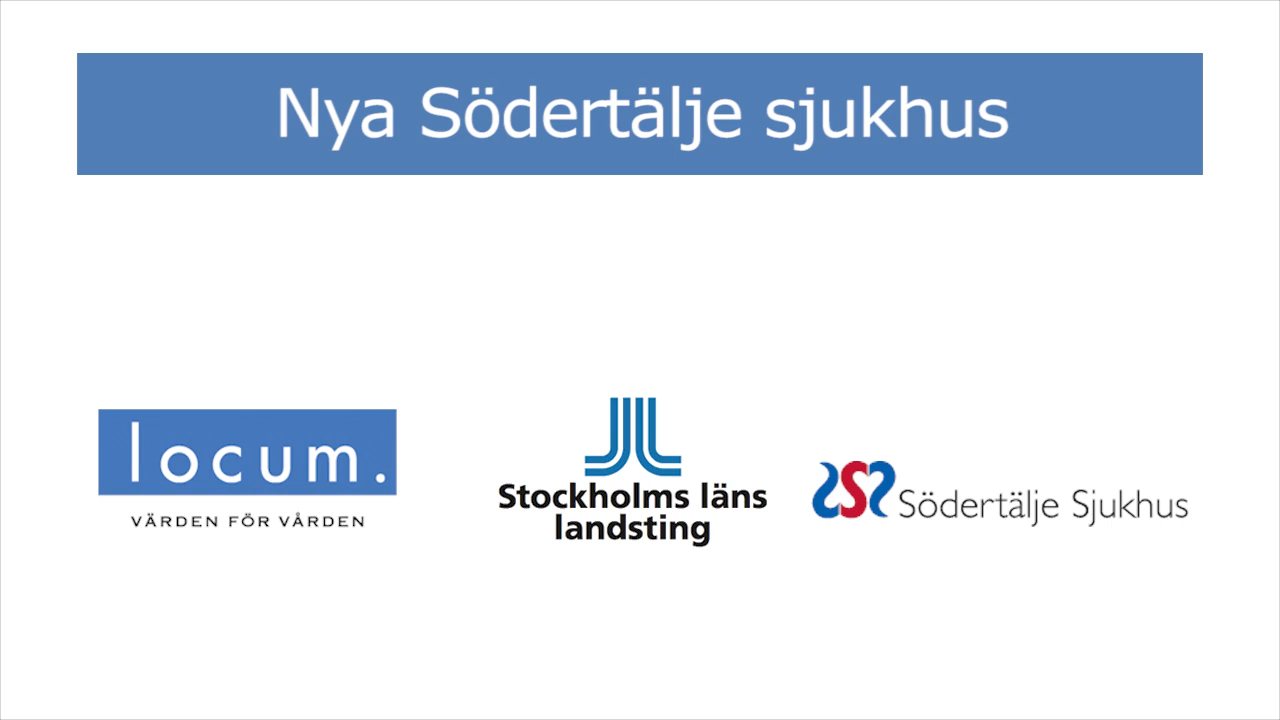 Nya Södertälje sjukhus
locum.
VÄRDEN FÖR VÅRDEN
Stockholms läns
landsting
Södertälje Sjukhus